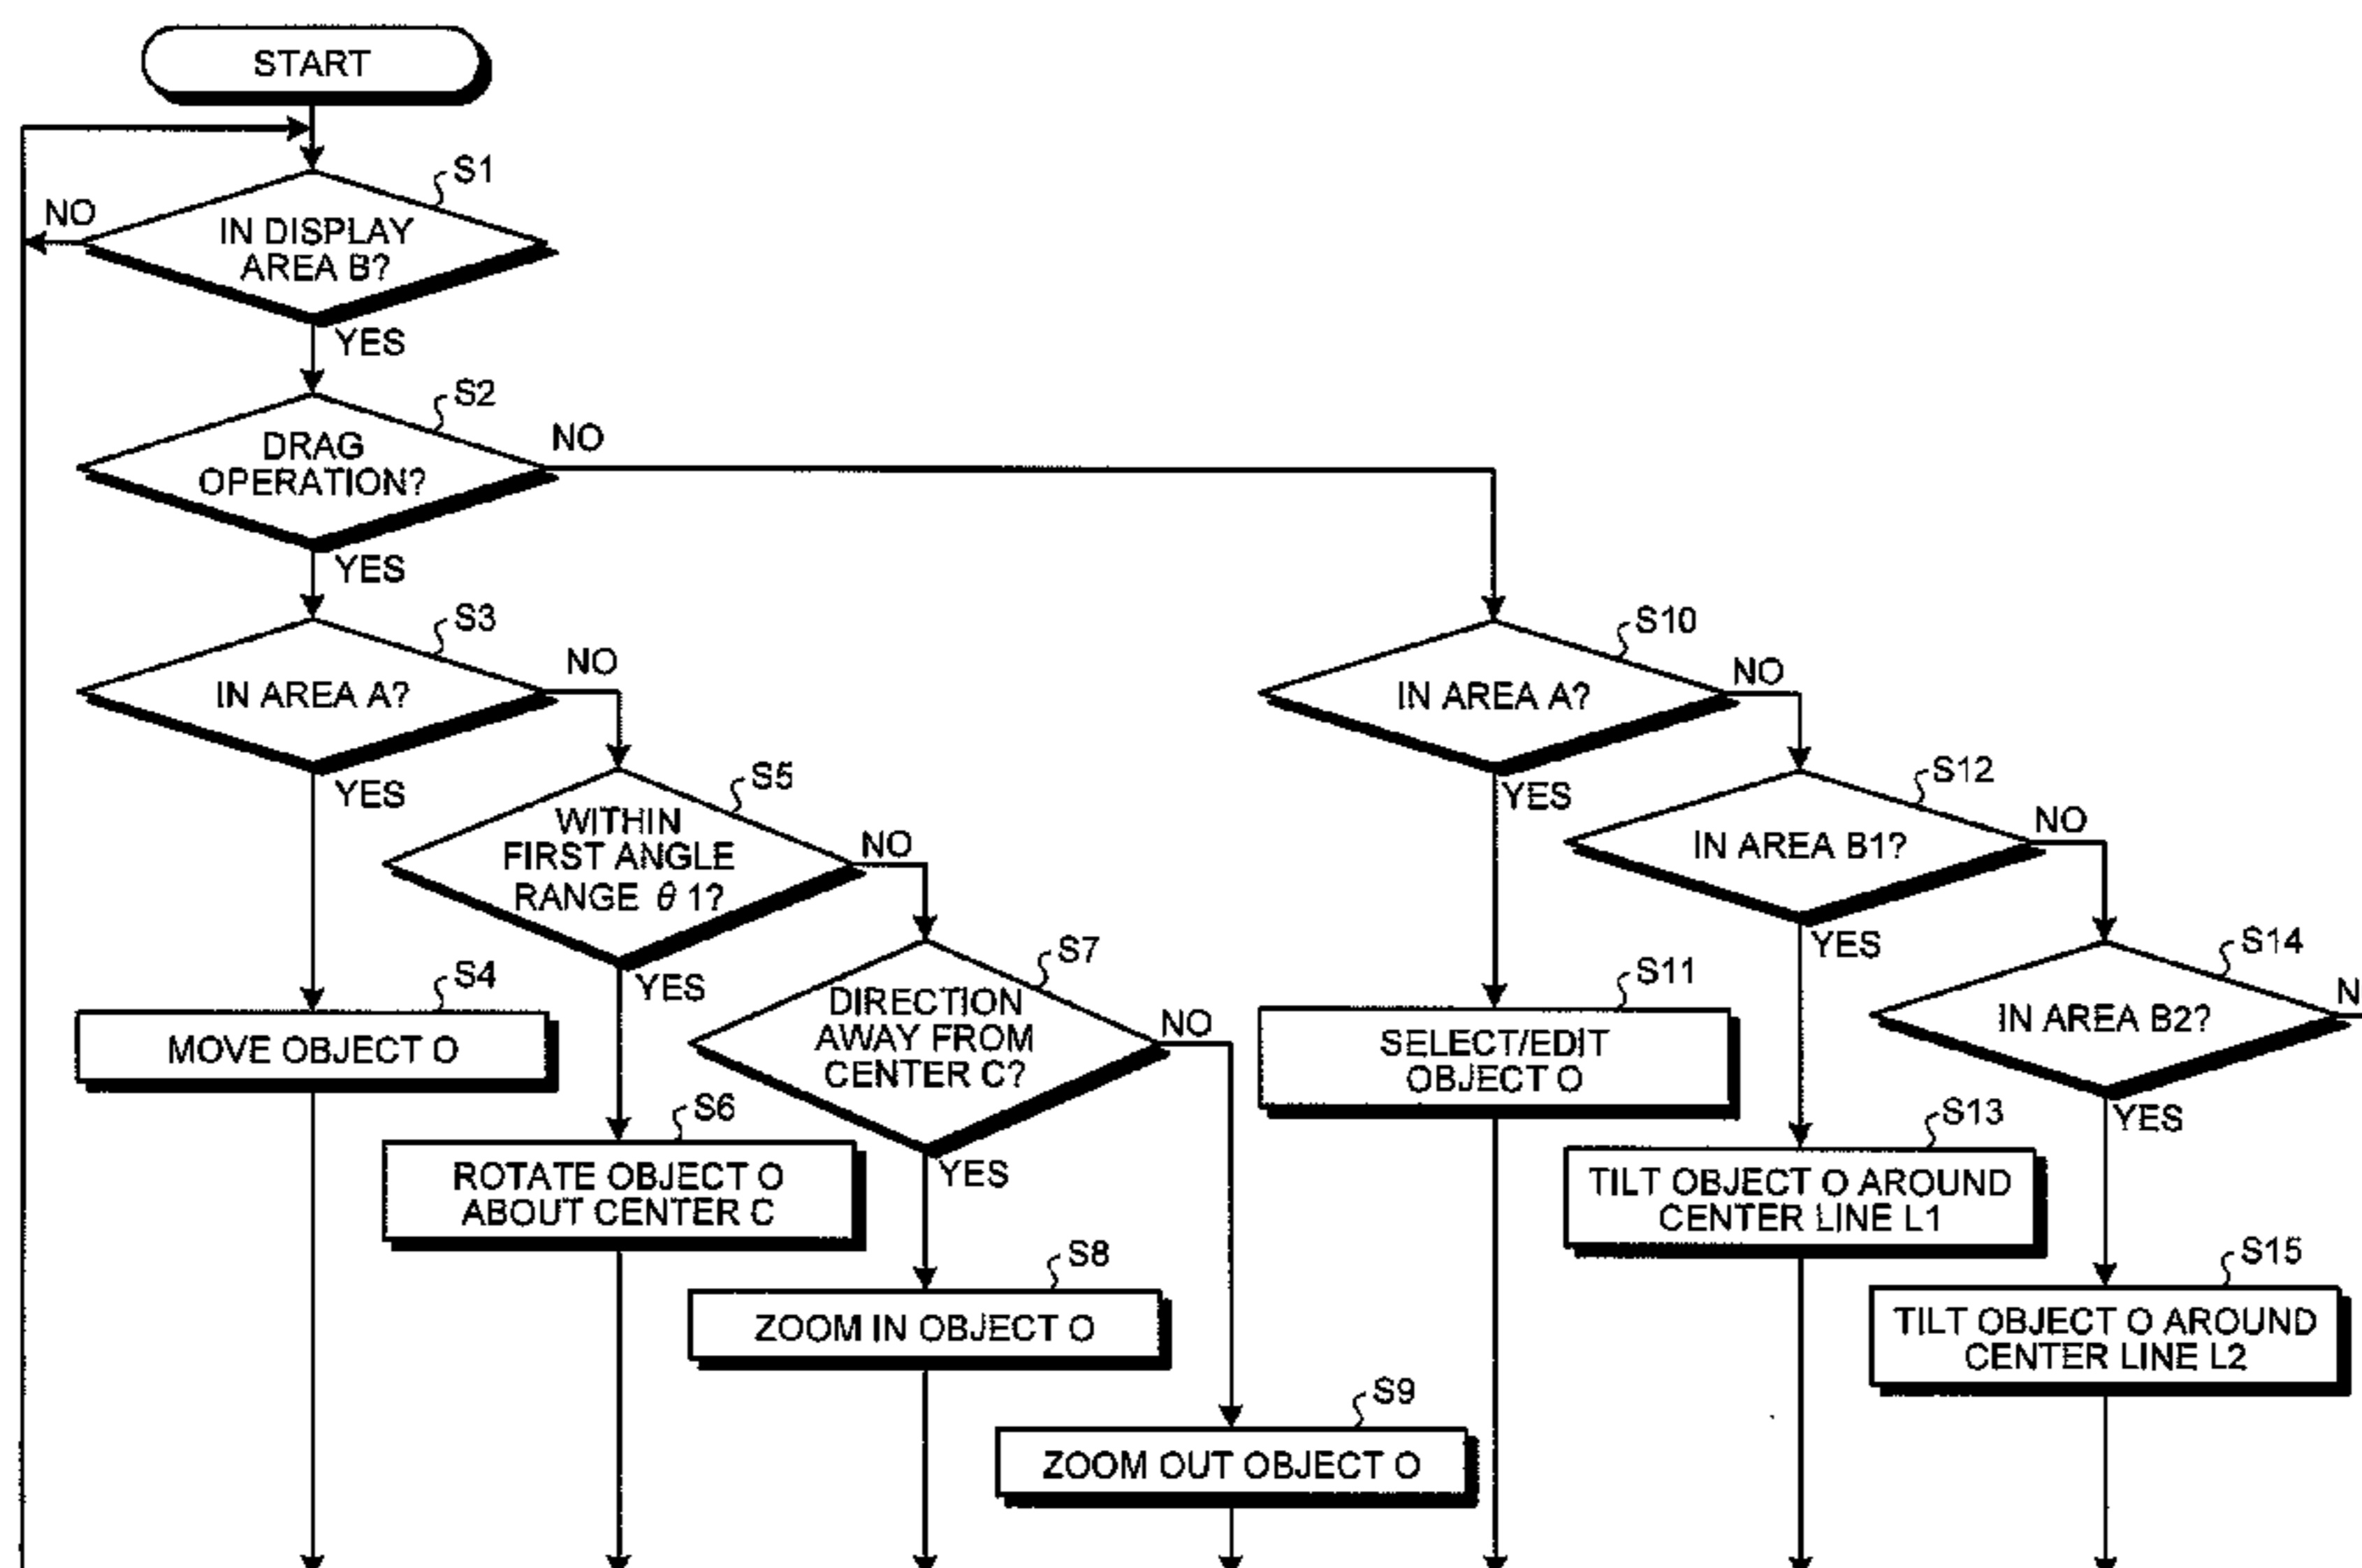 START
S1
NO
IN DISPLAY
AREA B?
YES
S2
NO
DRAG
OPERATION?
YES
S3
NO
IN AREA A?
YES
S10
NO
IN AREA A?
YES
S5
WITHIN
FIRST ANGLE
RANGE θ 1?
NO
YES
S12
NO
IN AREA B1?
YES
S4
MOVE OBJECT O
S7
DIRECTION
AWAY FROM
CENTER C?
NO
YES
S11
SELECT/EDIT
OBJECT O
S14
N
IN AREA B2?
YES
S6
ROTATE OBJECT O
ABOUT CENTER C
S13
TILT OBJECT O AROUND
CENTER LINE L1
S8
ZOOM IN OBJECT O
S15
TILT OBJECT O AROUND
CENTER LINE L2
S9
ZOOM OUT OBJECT O